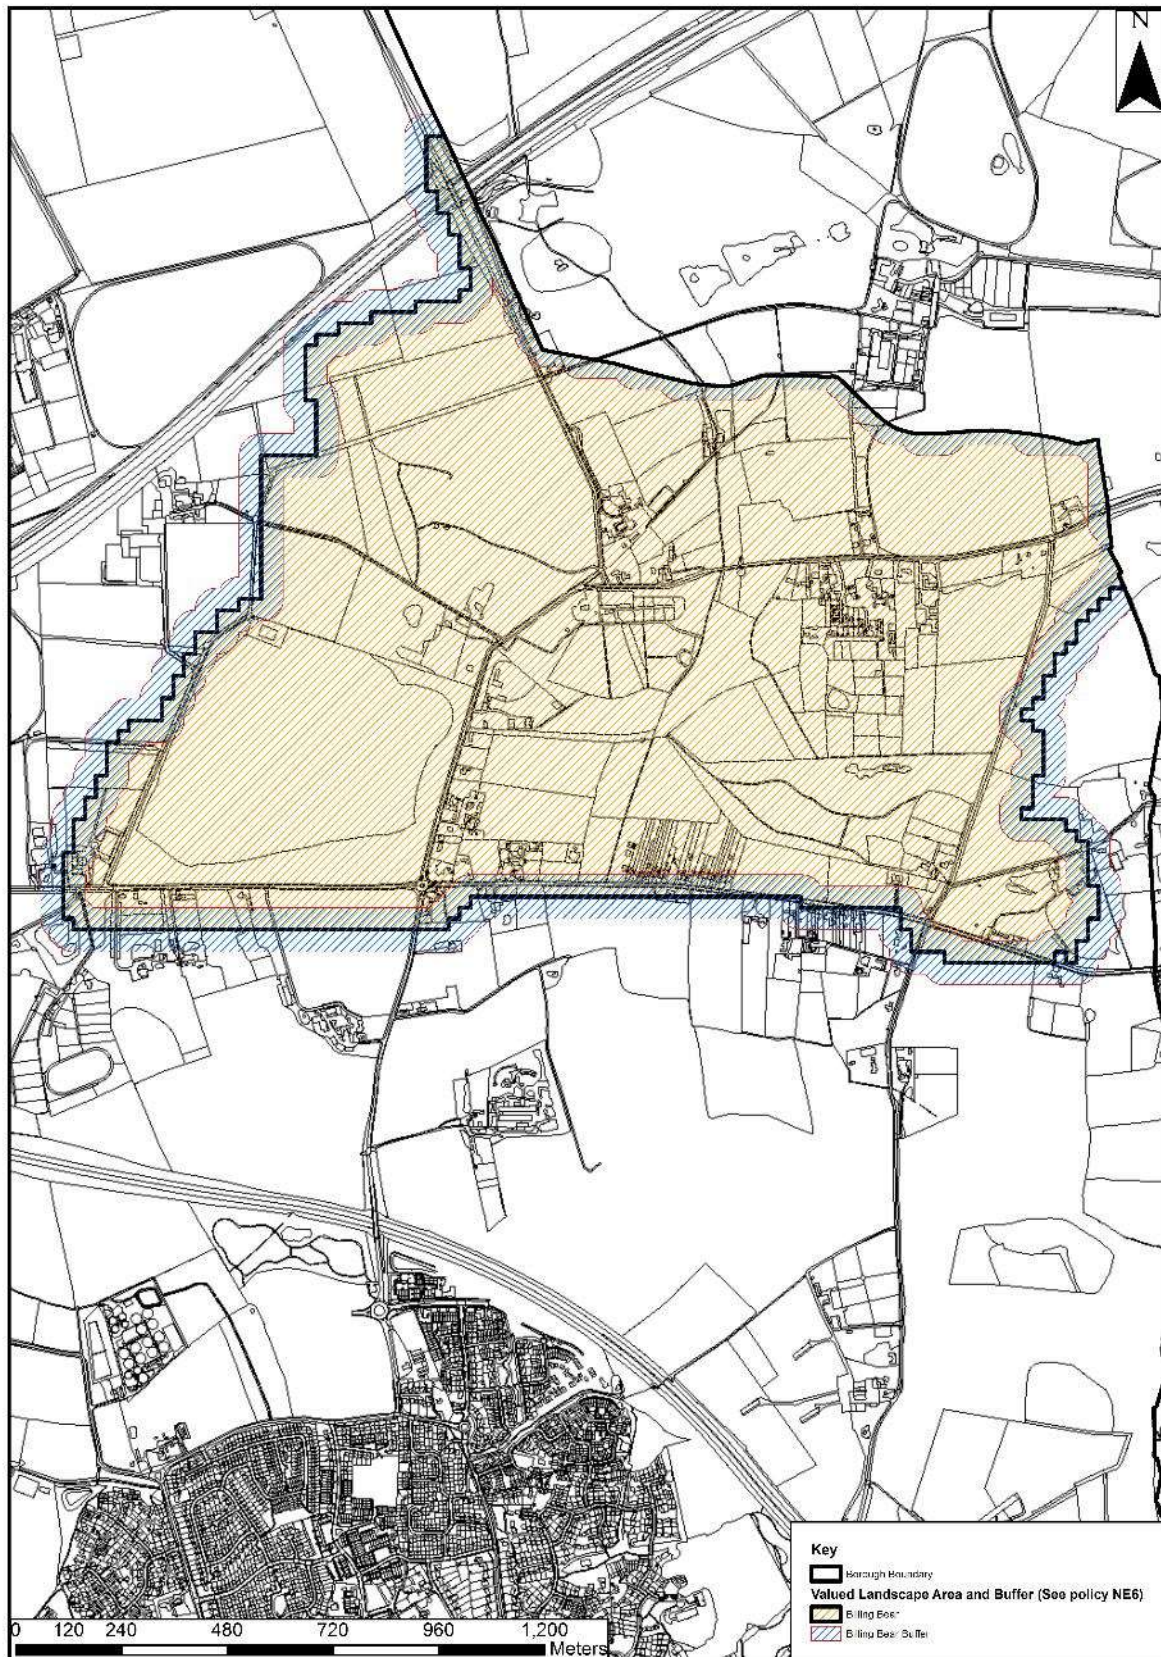 N
Key
Borough Boundary
Valued Landscape Area and Buffer (See policy NE6)
Billing Bear
Billing Bear Buffer
0 120 240 480 720 960 1,200
Meters